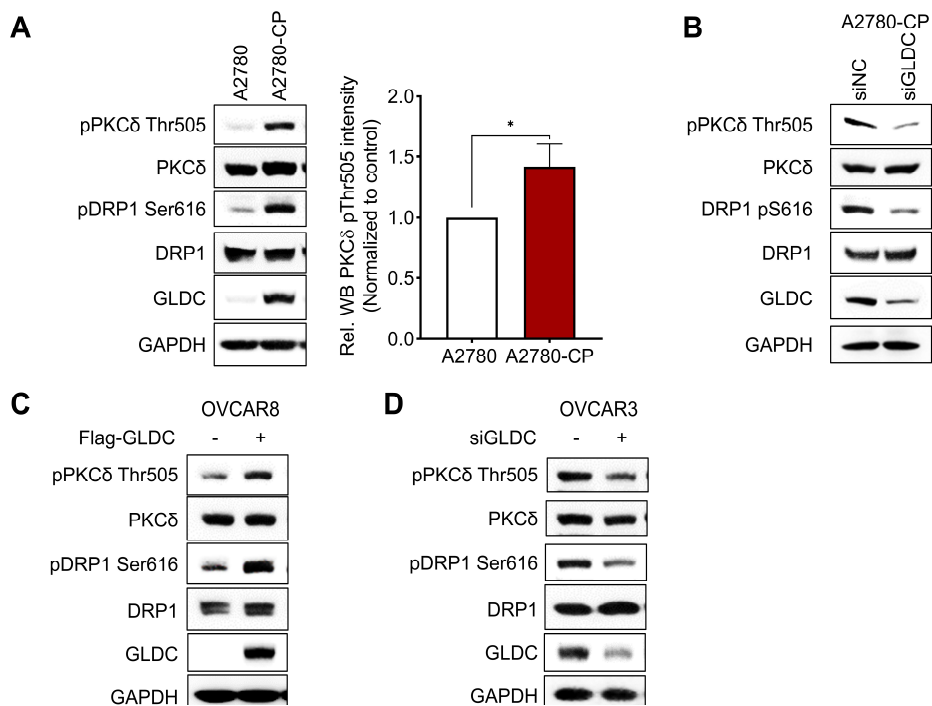 A
A2780
A2780-CP
pPKCδ Thr505
PKCδ
pDRP1 Ser616
DRP1
GLDC
GAPDH
Rel. WB PKCδ pThr505 intensity
(Normalized to control)
2.0
1.5
1.0
0.5
0.0
*
A2780 A2780-CP
B
A2780-CP
siNC
siGLDC
pPKCδ Thr505
PKCδ
DRP1 pS616
DRP1
GLDC
GAPDH
C
OVCAR8
Flag-GLDC - +
pPKCδ Thr505
PKCδ
pDRP1 Ser616
DRP1
GLDC
GAPDH
D
OVCAR3
siGLDC - +
pPKCδ Thr505
PKCδ
pDRP1 Ser616
DRP1
GLDC
GAPDH